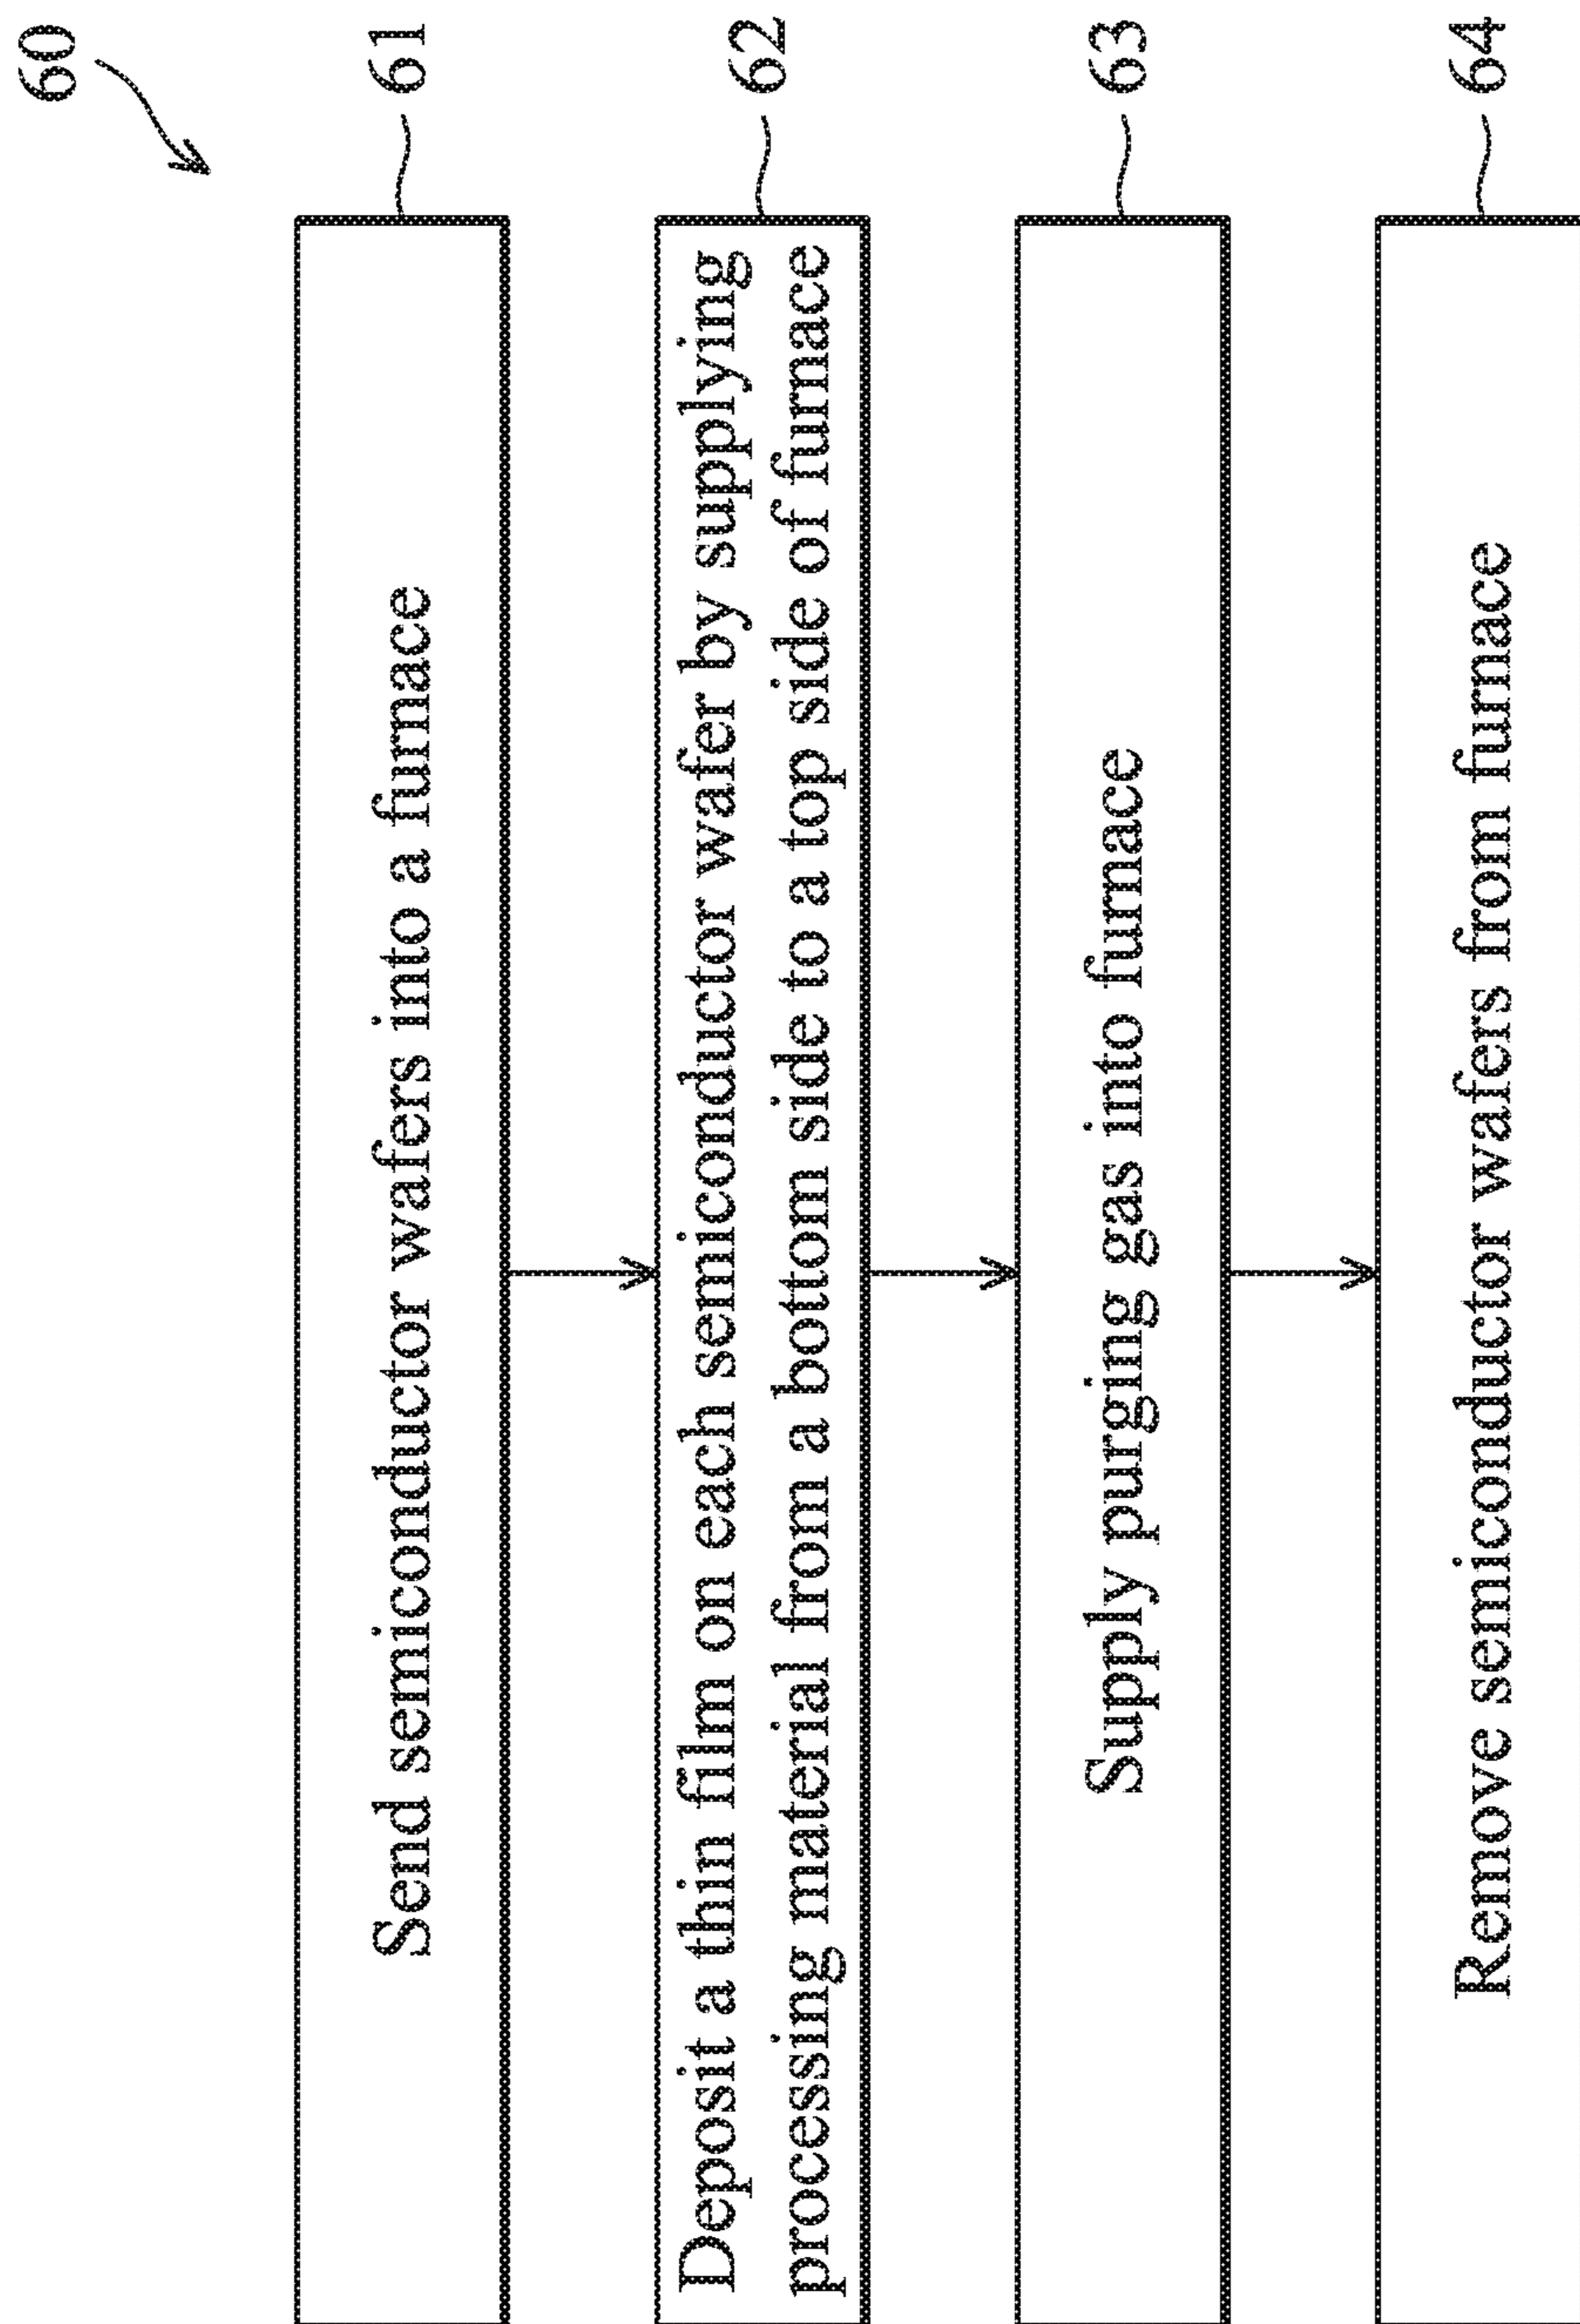 60
Send semiconductor wafers into a furnace
61
Deposit a thin film on each semiconductor wafer by supplying
processing material from a bottom side to a top side of furnace
62
Supply purging gas into furnace
63
Remove semiconductor wafers from furnace
64